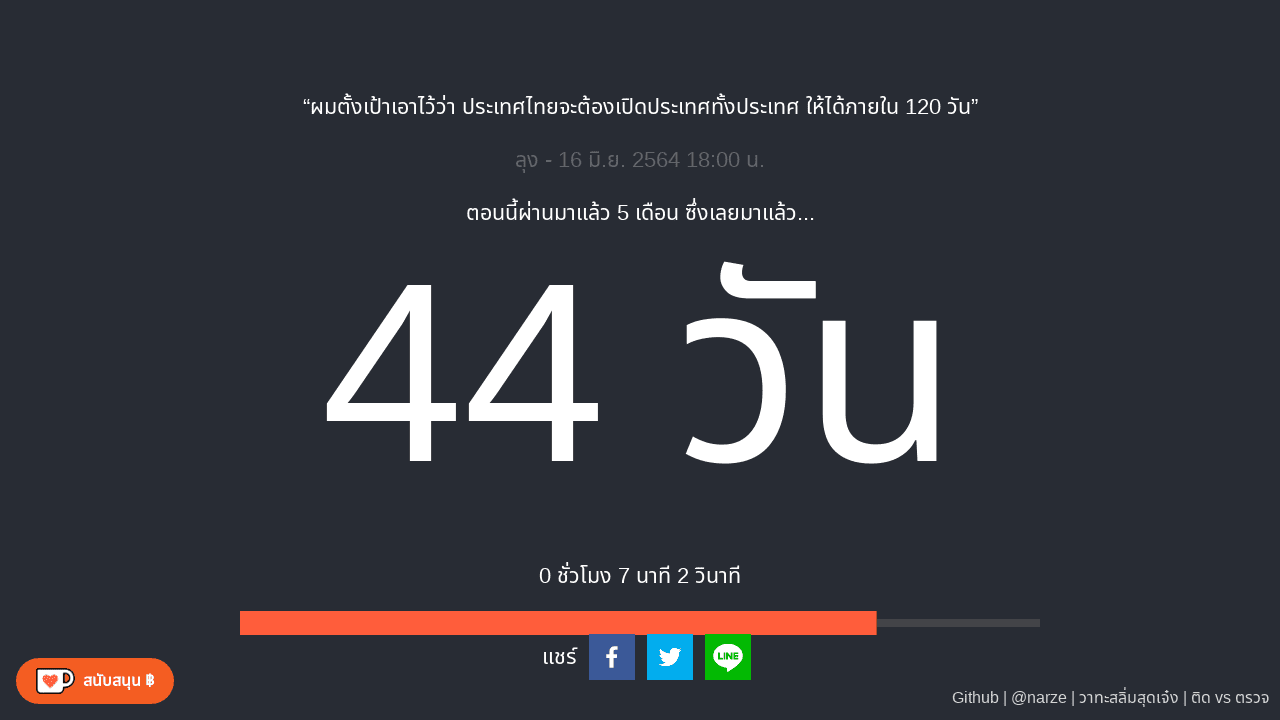 “ผมตั้งเป้าเอาไว้ว่า ประเทศไทยจะต้องเปิดประเทศทั้งประเทศ ให้ได้ภายใน 120 วัน”
ลุง - 16 มิ.ย. 2564 18:00 น.
ตอนนี้ผ่านมาแล้ว 5 เดือน ซึ่งเลยมาแล้ว...
44 วัน
0 ชั่วโมง 7 นาที 2 วินาที
แชร์ LINE
สนับสนุน ฿
Github | @narze | วาทะสลิ่มสุดเจ๋ง | ติด vs ตรวจ